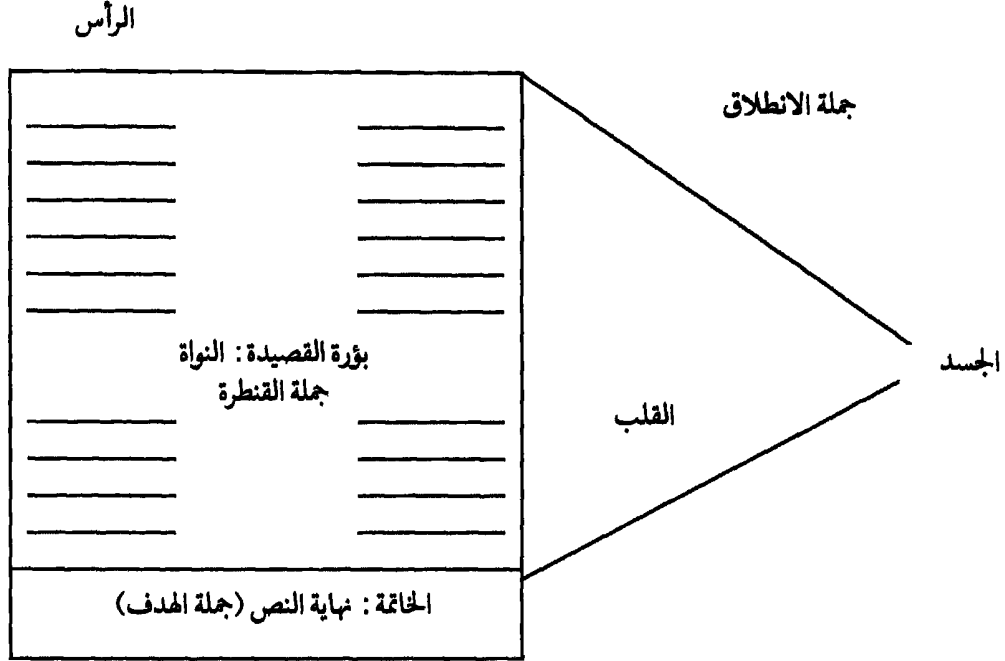 الرأس
جملة الانطلاق
الجسد
القلب
بؤرة القصيدة : النواة
جملة القنطرة
الخاتمة : نهاية النص (جملة الهدف)